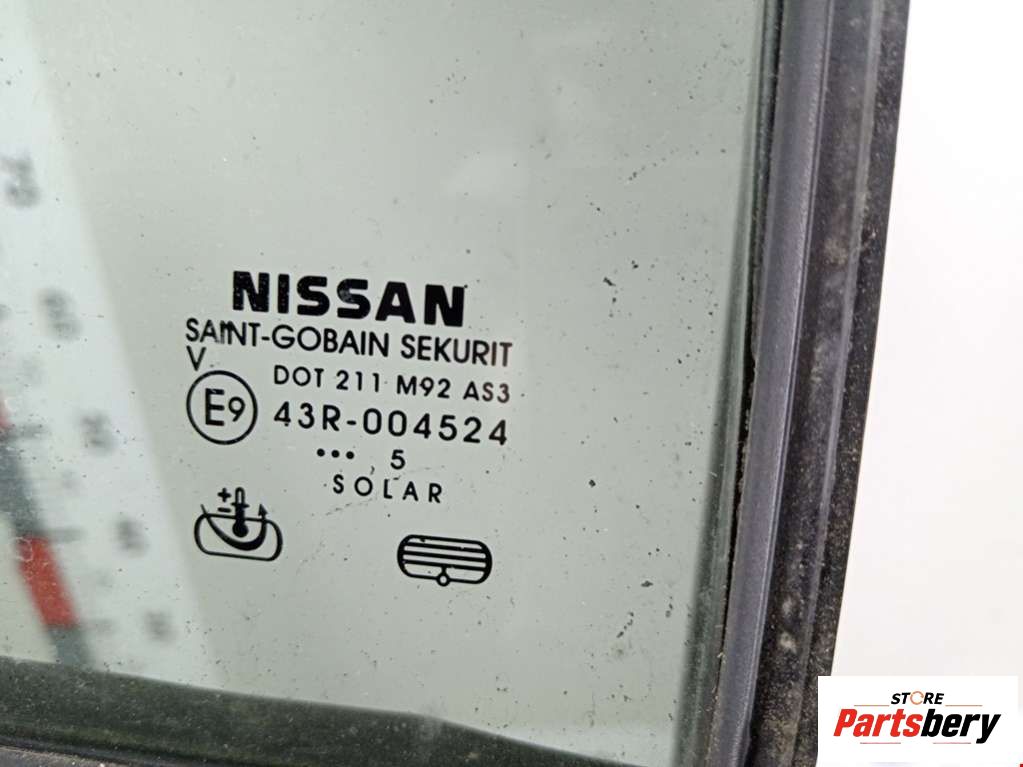 NISSAN
SAINT-GOBAIN SEKURIT
V
DOT 211 M92 AS3
E9 43R-004524
••• 5
SOLAR
STORE
Partsbery